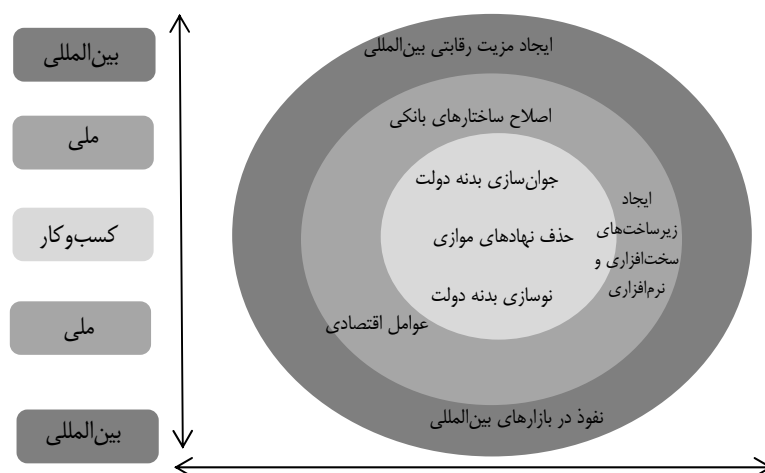 بین‌المللی
ملی
کسب‌وکار
ملی
بین‌المللی
ایجاد مزیت رقابتی بین‌المللی
اصلاح ساختارهای بانکی
جوان‌سازی بدنه دولت
حذف نهادهای موازی
نوسازی بدنه دولت
ایجاد
زیرساخت‌های
سخت‌افزاری و
نرم‌افزاری
عوامل اقتصادی
نفوذ در بازارهای بین‌المللی